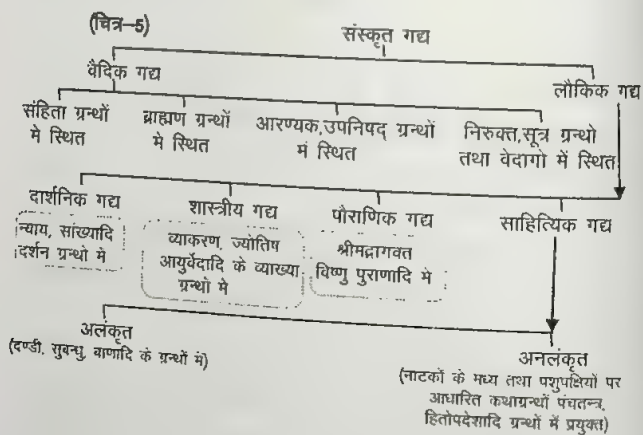 (चित्र-5)
संस्कृत गद्य
वैदिक गद्य
लौकिक गद्य
संहिता ग्रन्थों
मे स्थित
ब्राह्मण ग्रन्थों
मे स्थित
आरण्यक,उपनिषद् ग्रन्थों
मं स्थित
निरुक्त,सूत्र ग्रन्थो
तथा वेदागो में स्थित
दार्शनिक गद्य
शास्त्रीय गद्य
पौराणिक गद्य
साहित्यिक गद्य
न्याय, सांख्यादि
दर्शन ग्रन्थो मे
व्याकरण, ज्योतिष
आयुर्वेदादि के व्याख्या
ग्रन्थो मे
श्रीमद्रागवत
विष्णु पुराणादि मे
अलंकृत
(दण्डी, सुबन्धु, बाणादि के ग्रन्थों में)
अनलंकृत
(नाटकों के मध्य तथा पशुपक्षियों पर
आधारित कथाग्रन्थों पंचतन्त्र,
हितोपदेशादि ग्रन्थों में प्रयुक्त)